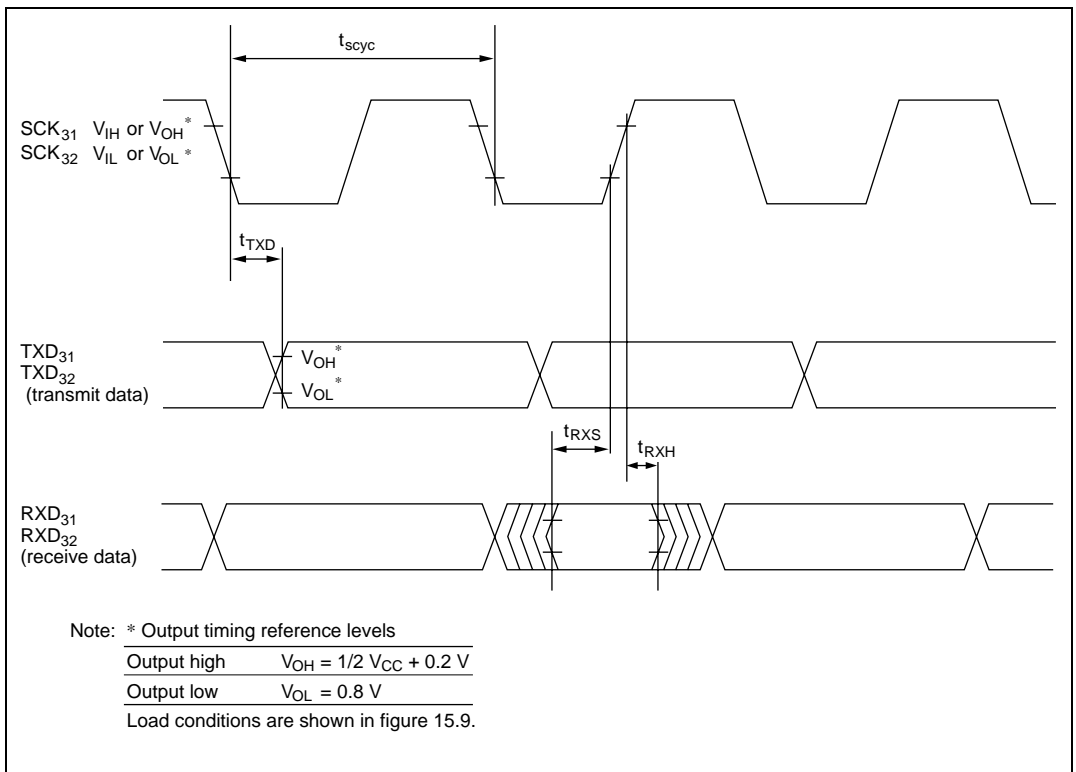 tscyc
SCK31 VIH or VOH*
SCK32 VIL or VOL *
tTXD
TXD31
TXD32
(transmit data)
VOH*
VOL*
tRXS
tRXH
RXD31
RXD32
(receive data)
Note: * Output timing reference levels
Output high VOH = 1/2 VCC + 0.2 V
Output low VOL = 0.8 V
Load conditions are shown in figure 15.9.